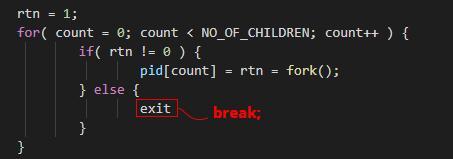 rtn = 1;
for( count = 0; count < NO_OF_CHILDREN; count++ ) {
if( rtn != 0 ) {
pid[count] = rtn = fork();
} else {
exit break;
}
}